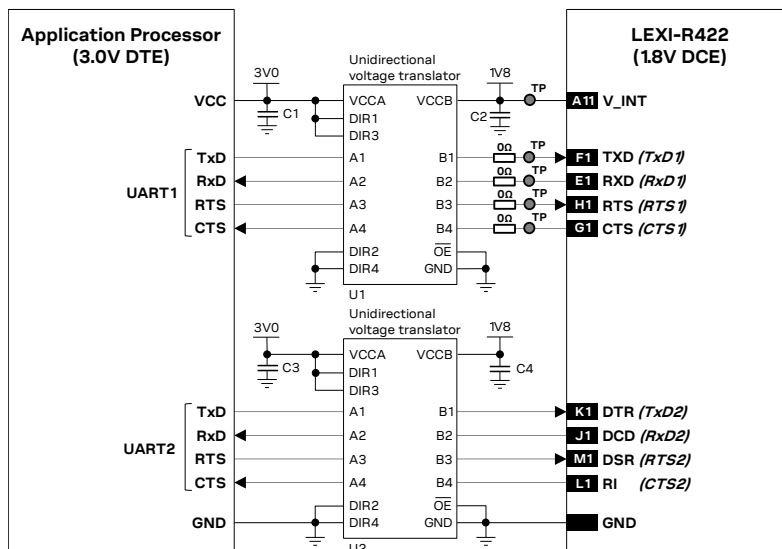 Application Processor
(3.0V DTE)
LEXI-R422
(1.8V DCE)
Unidirectional
voltage translator
3V0
1V8
TP
VCC
C1
VCCA
VCCB
C2
A11 V_INT
DIR1
DIR3
0Ω TP
TxD A1 B1 F1 TXD (TxD1)
0Ω TP
UART1
RxD A2 B2 E1 RXD (RxD1)
0Ω TP
RTS A3 B3 H1 RTS (RTS1)
0Ω TP
CTS A4 B4 G1 CTS (CTS1)
DIR2 OE
DIR4 GND
U1
Unidirectional
voltage translator
3V0
1V8
VCCA VCCB
C3
C4
DIR1
DIR3
TxD A1 B1 K1 DTR (TxD2)
RxD A2 B2 J1 DCD (RxD2)
UART2
RTS A3 B3 M1 DSR (RTS2)
CTS A4 B4 L1 RI (CTS2)
DIR2 OE
GND DIR4 GND GND
U2